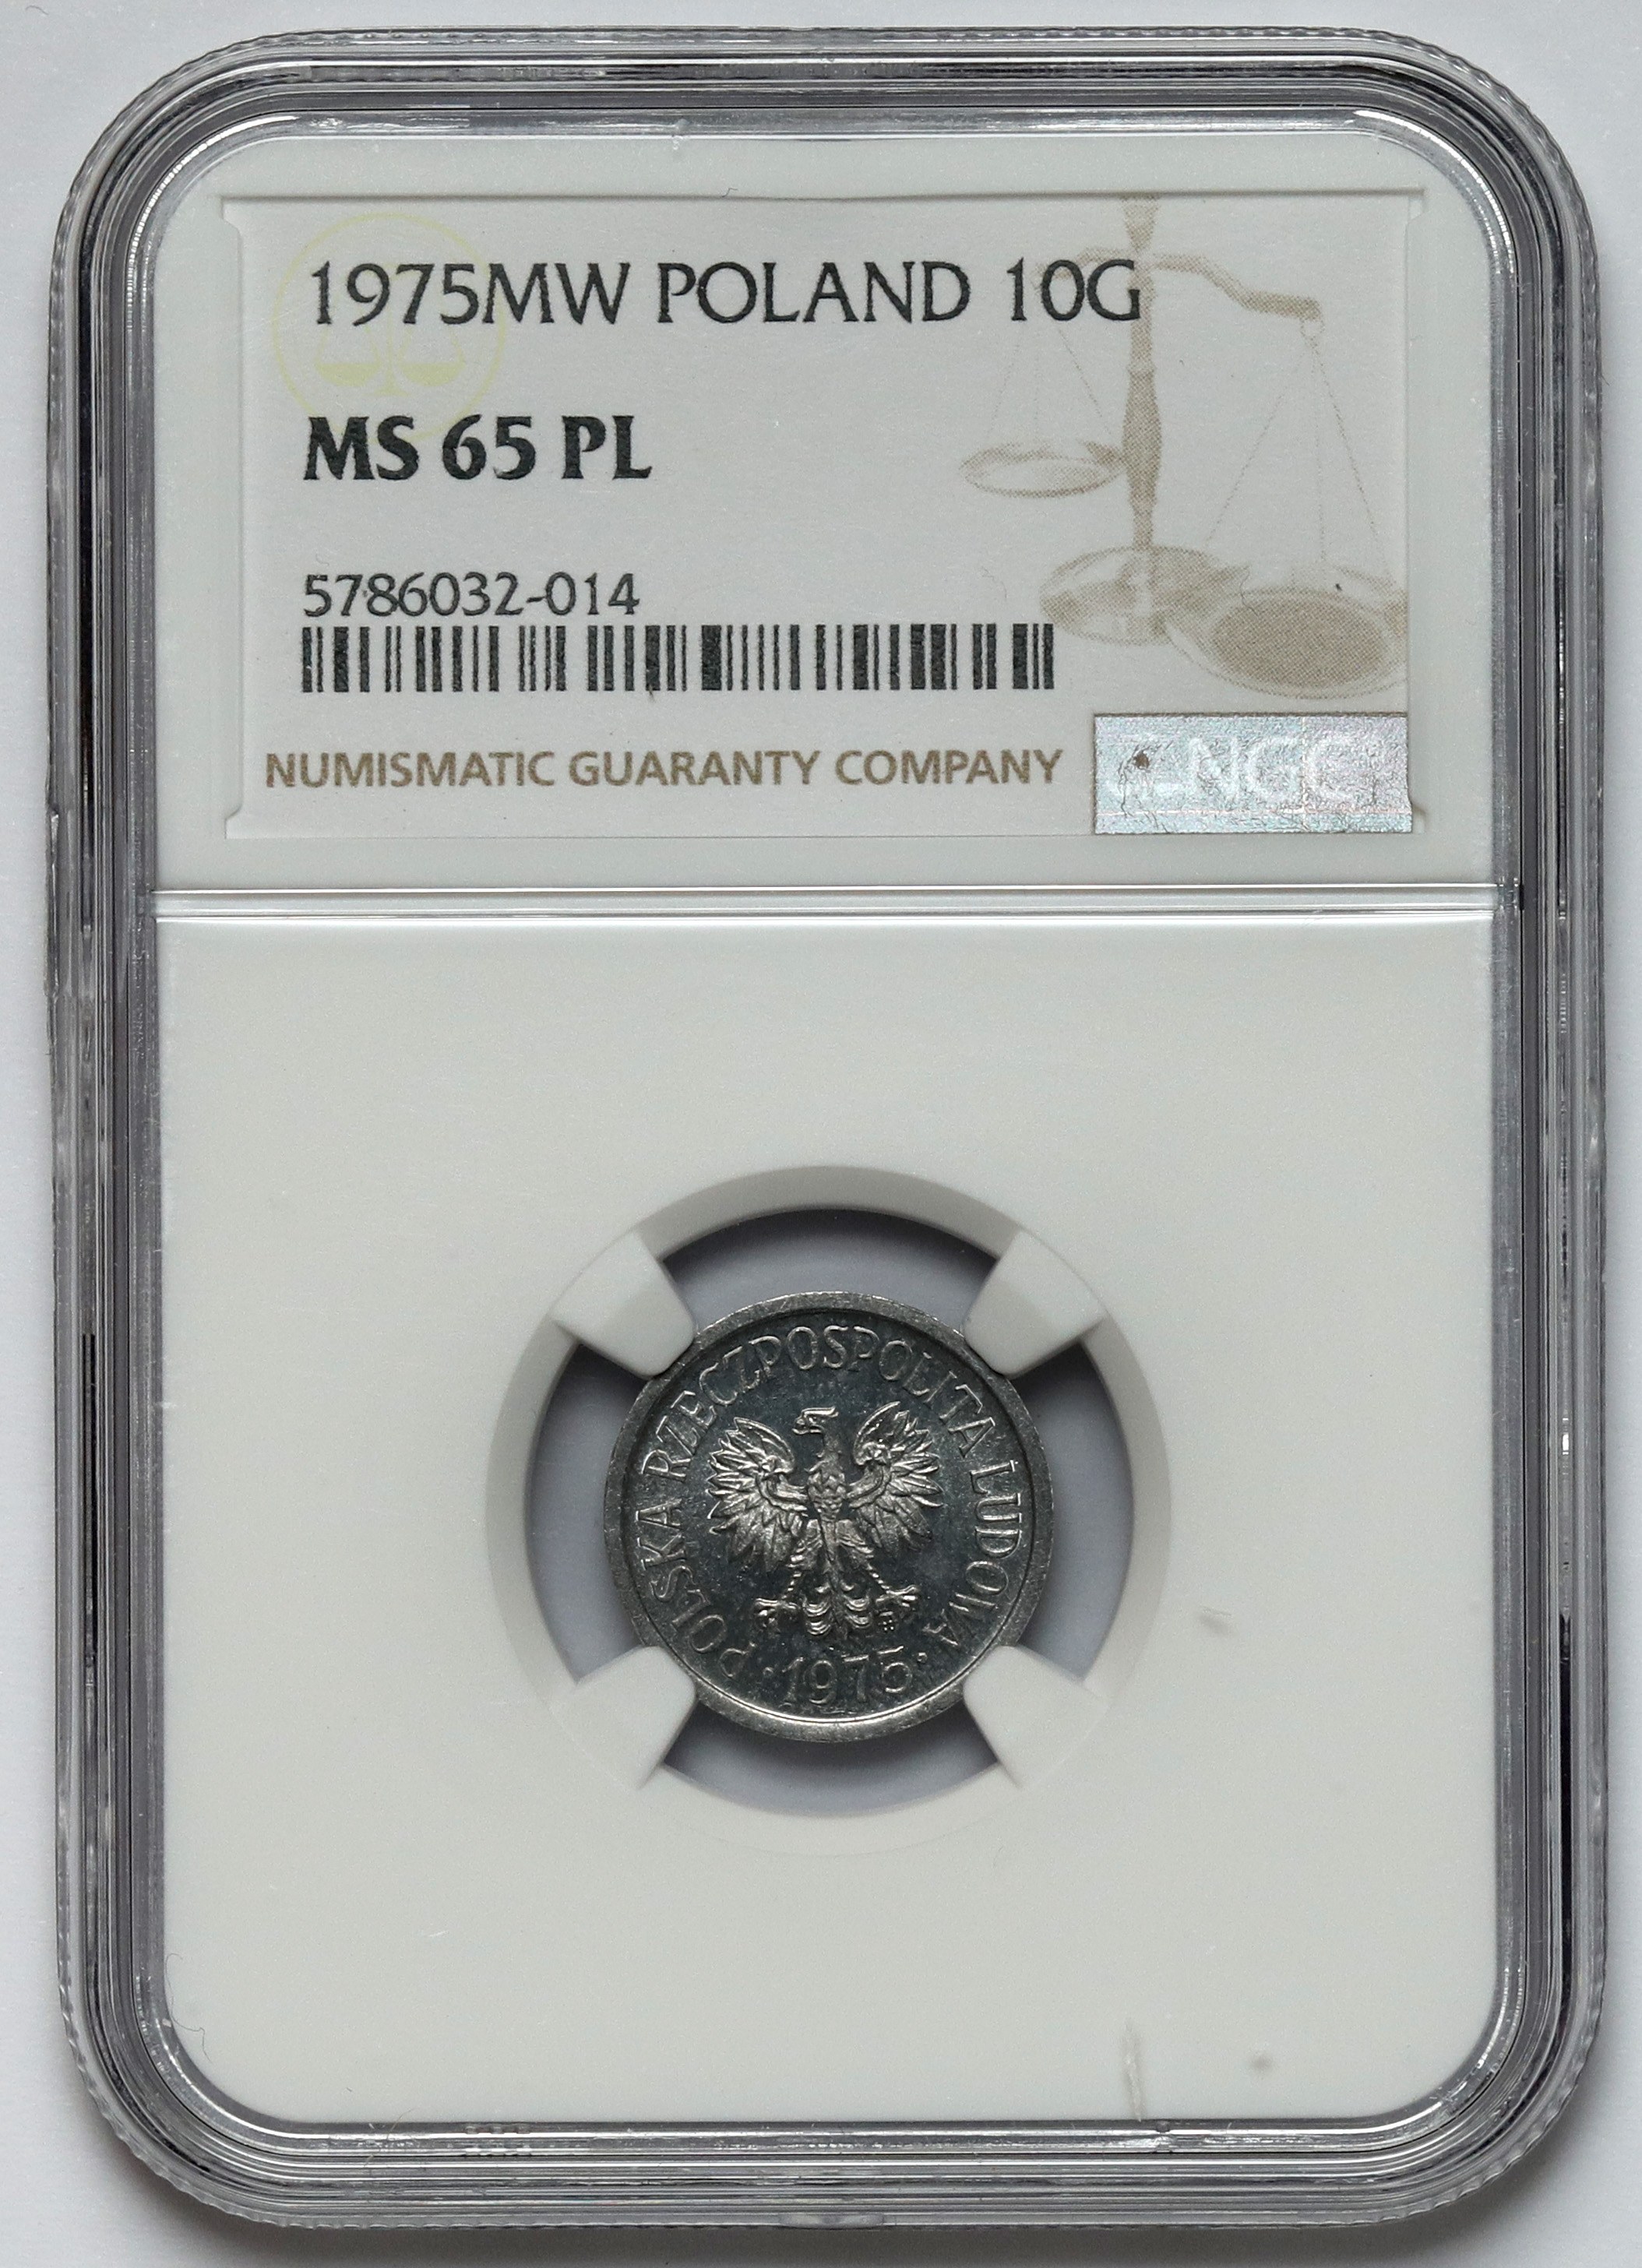 1975MW POLAND 10G
MS 65 PL
5786032-014
NUMISMATIC GUARANTY COMPANY
NGC
POLSKA RZECZPOSPOLITA LUDOWA
· 1975 ·